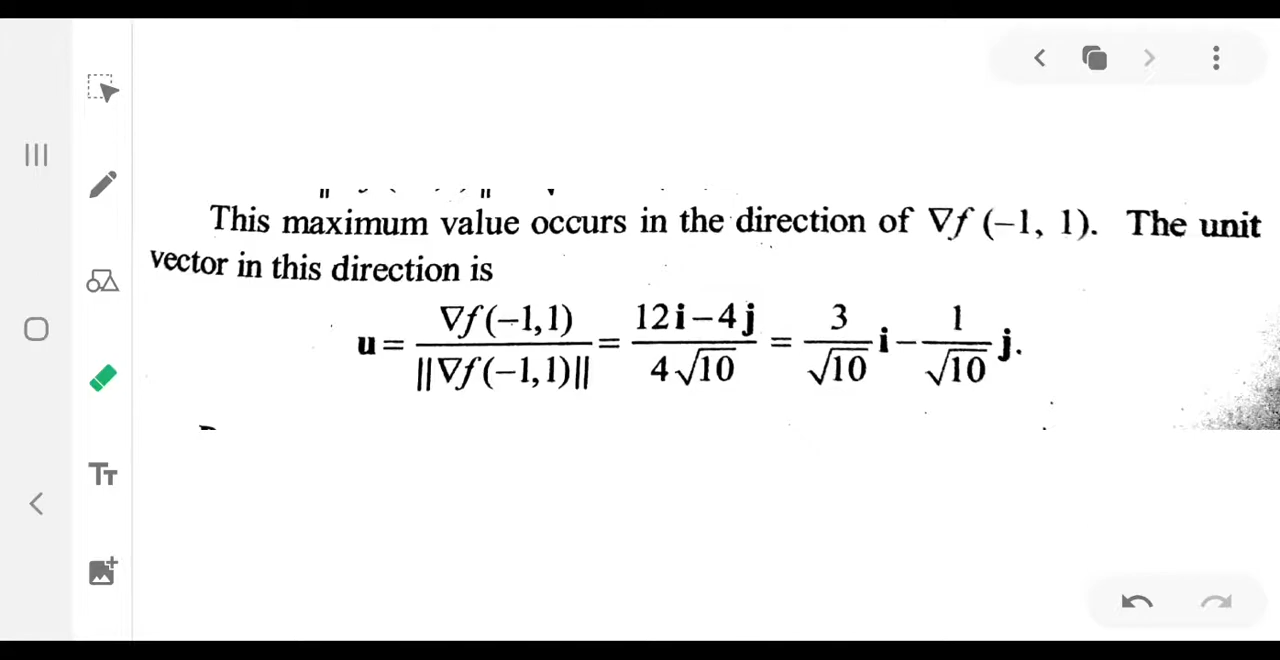 This maximum value occurs in the direction of ∇f (−1, 1). The unit
vector in this direction is
u = ∇f(−1,1) / ||∇f(−1,1)|| = 12i−4j / 4√10 = 3/√10 i − 1/√10 j.